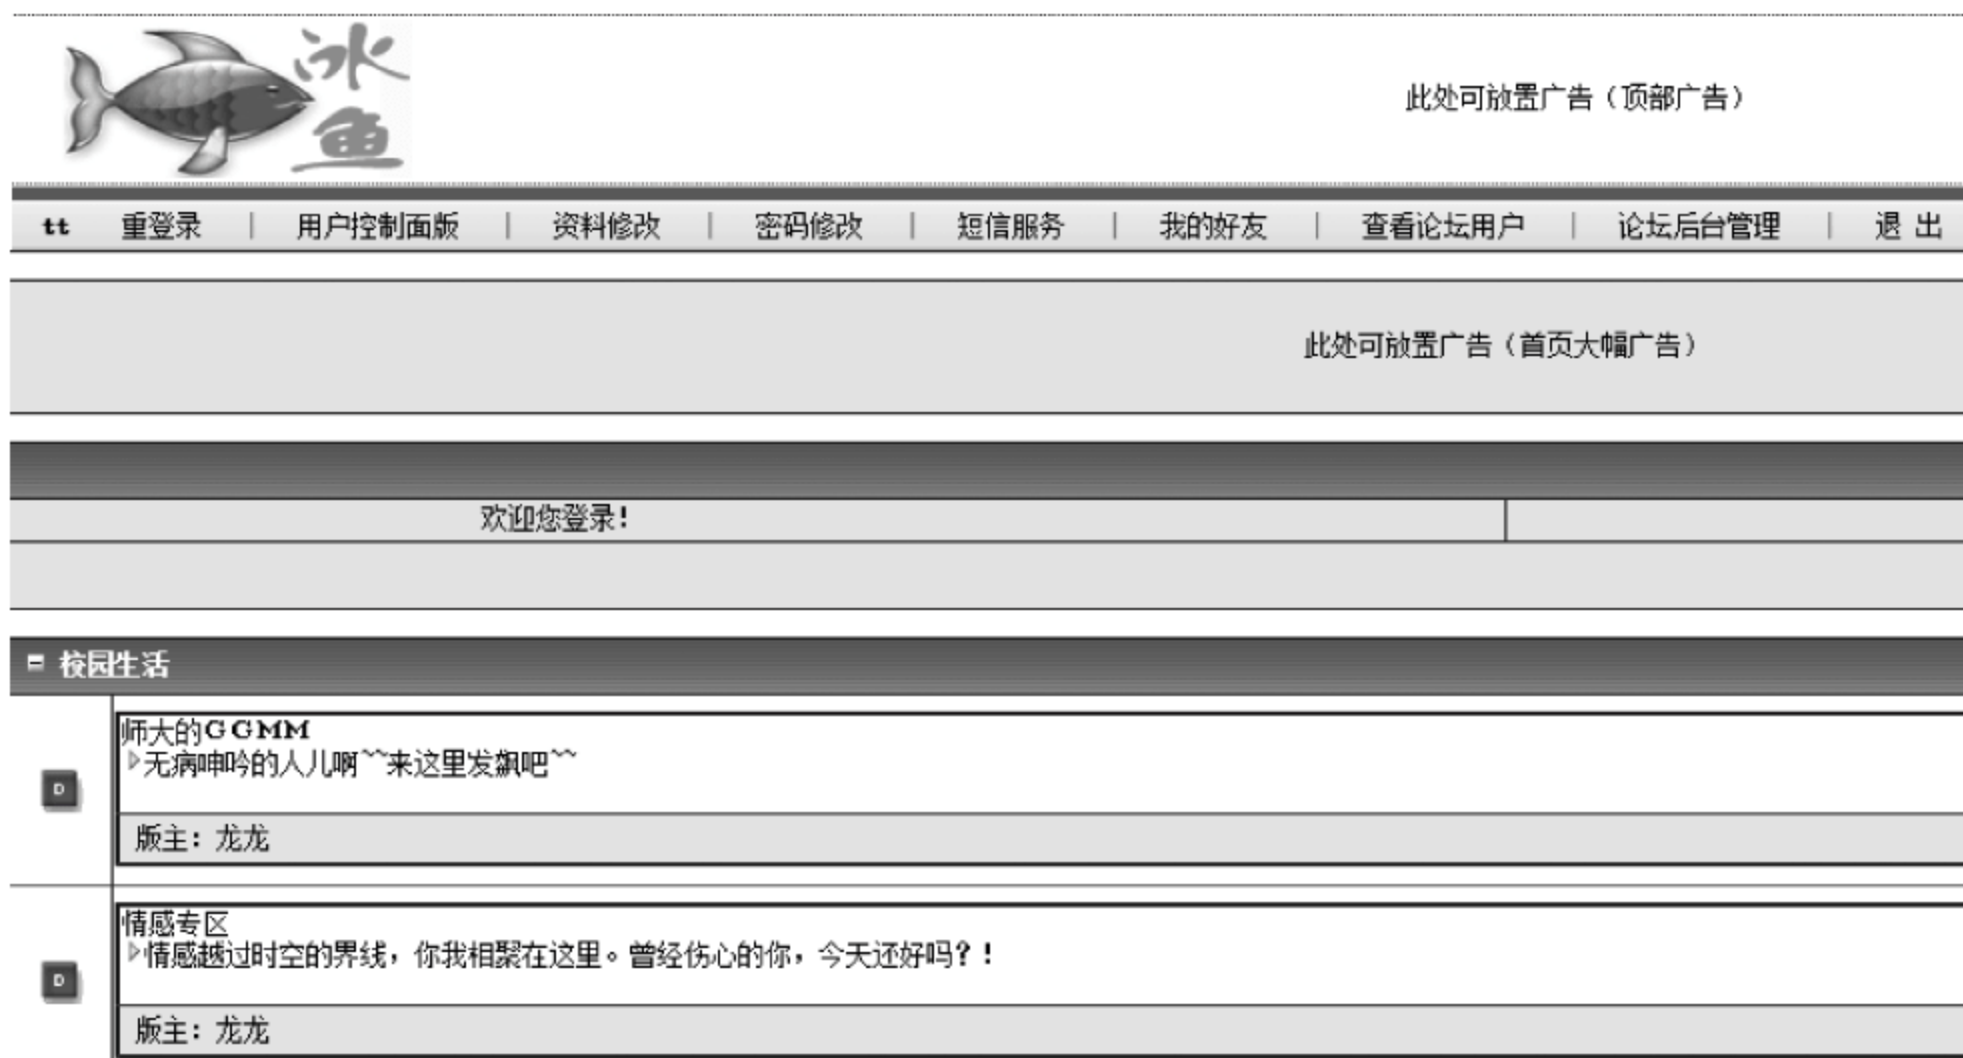 冰
鱼
此处可放置广告（顶部广告）
tt 重登录 | 用户控制面版 | 资料修改 | 密码修改 | 短信服务 | 我的好友 | 查看论坛用户 | 论坛后台管理 | 退 出
此处可放置广告（首页大幅广告）
欢迎您登录!
校园生活
师大的GGMM
无病呻吟的人儿啊~~来这里发飙吧~~
D
版主：龙龙
情感专区
情感越过时空的界线，你我相聚在这里。曾经伤心的你，今天还好吗？！
D
版主：龙龙